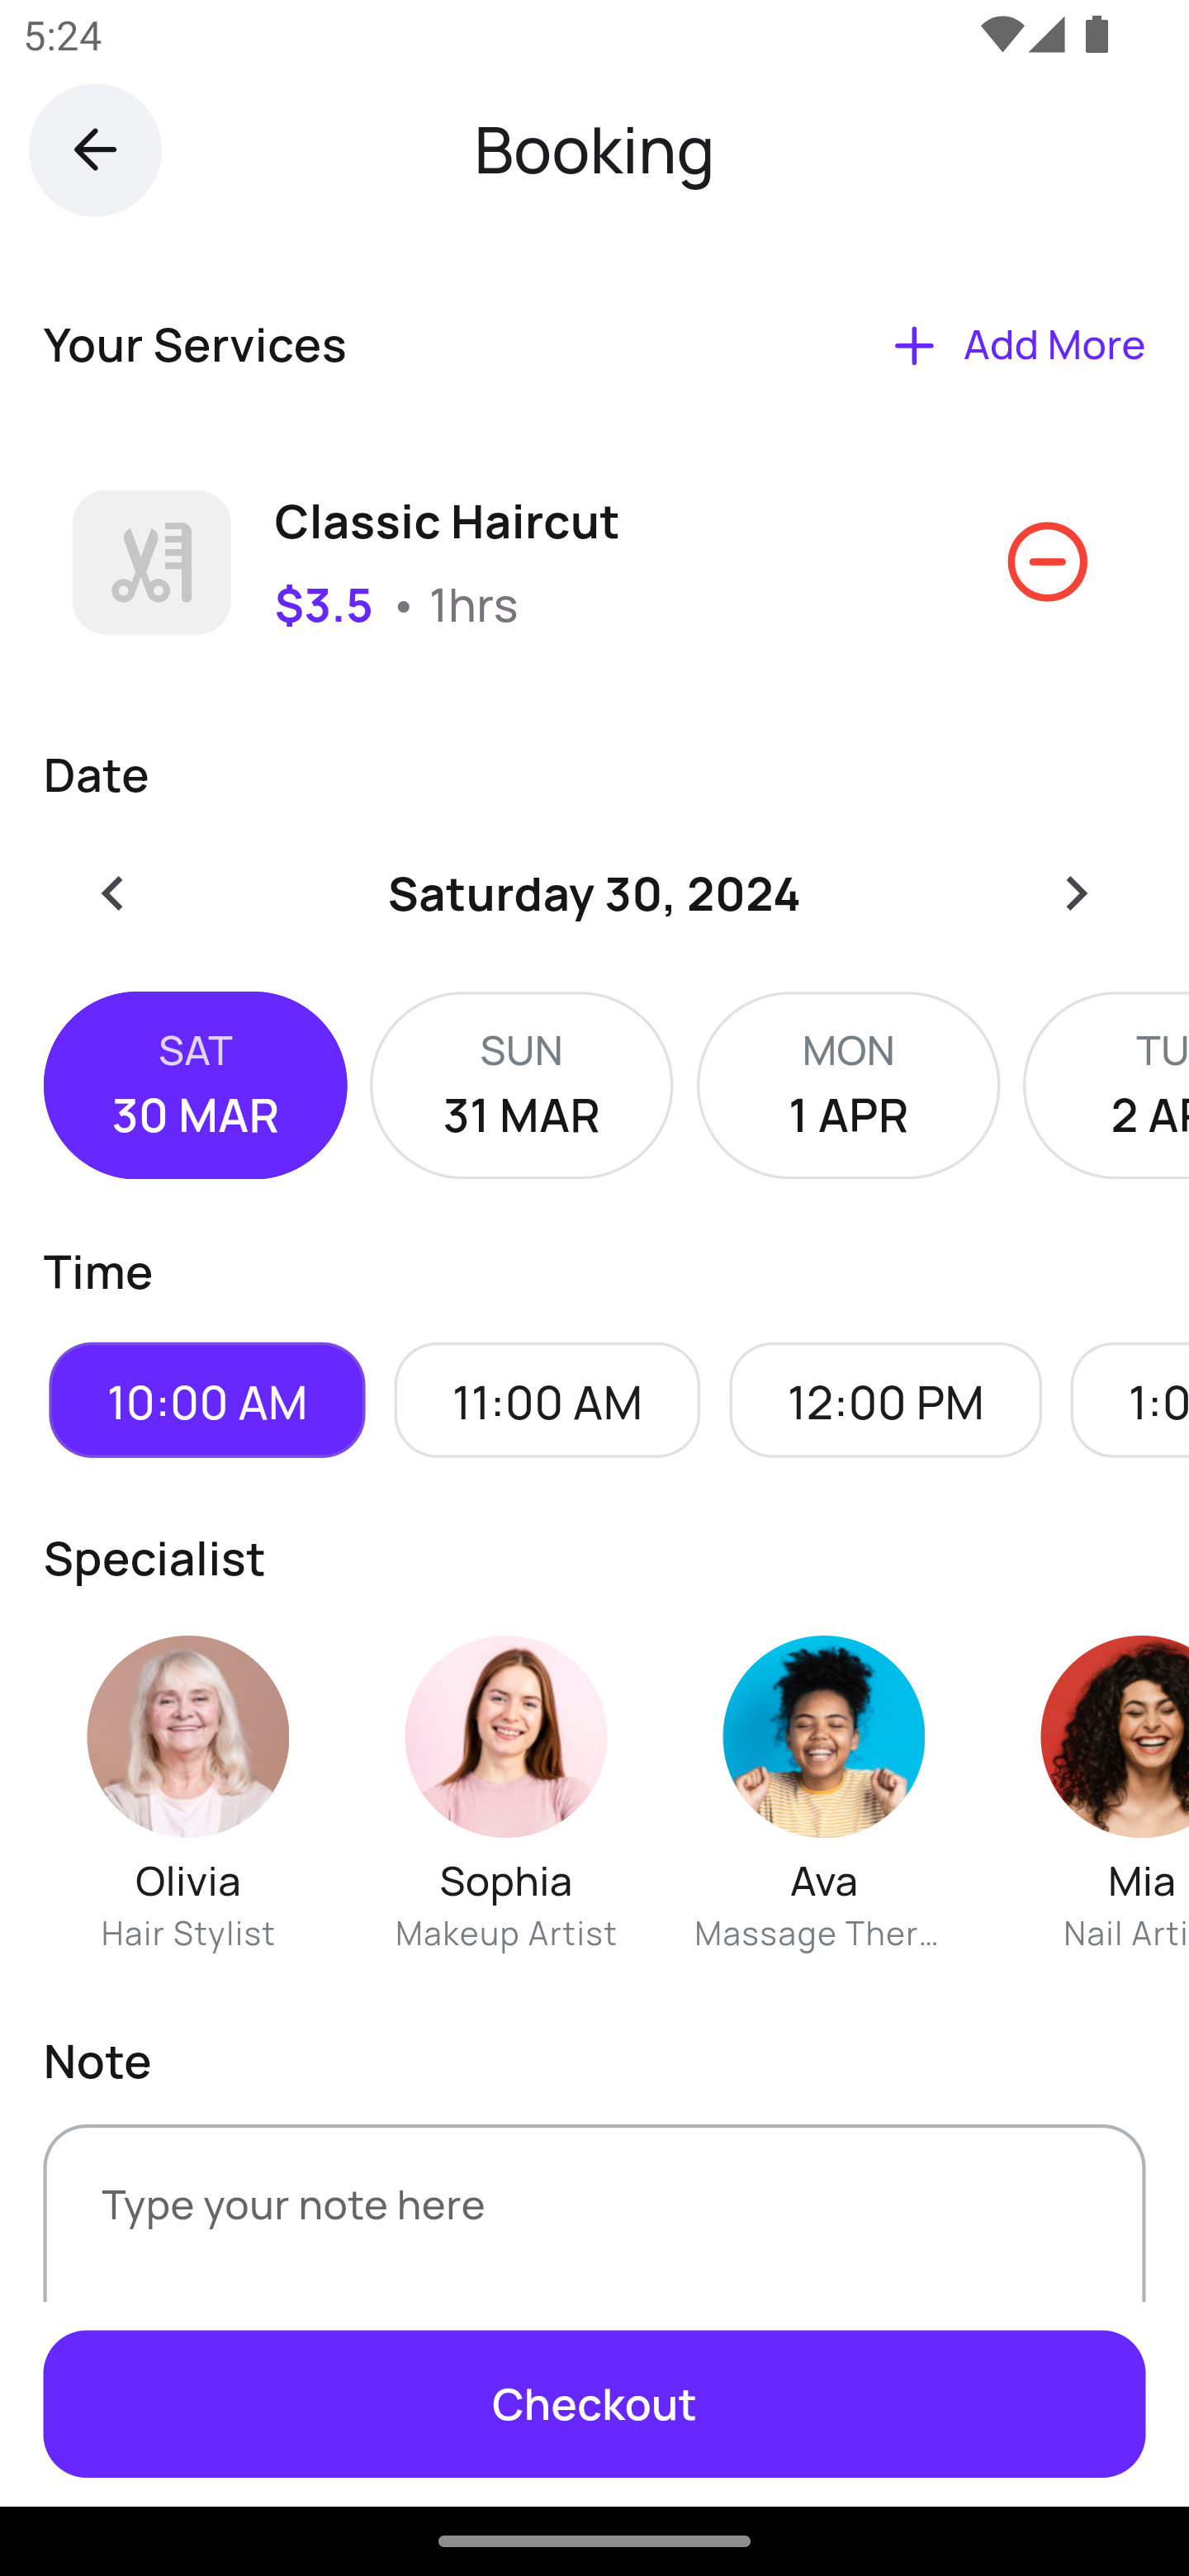 5:24
Booking
Your Services
Add More
Classic Haircut
$3.5 • 1hrs
Date
Saturday 30, 2024
SAT
30 MAR
SUN
31 MAR
MON
1 APR
TU
2 AP
Time
10:00 AM
11:00 AM
12:00 PM
1:0
Specialist
Olivia
Hair Stylist
Sophia
Makeup Artist
Ava
Massage Ther...
Mia
Nail Arti
Note
Type your note here
Checkout